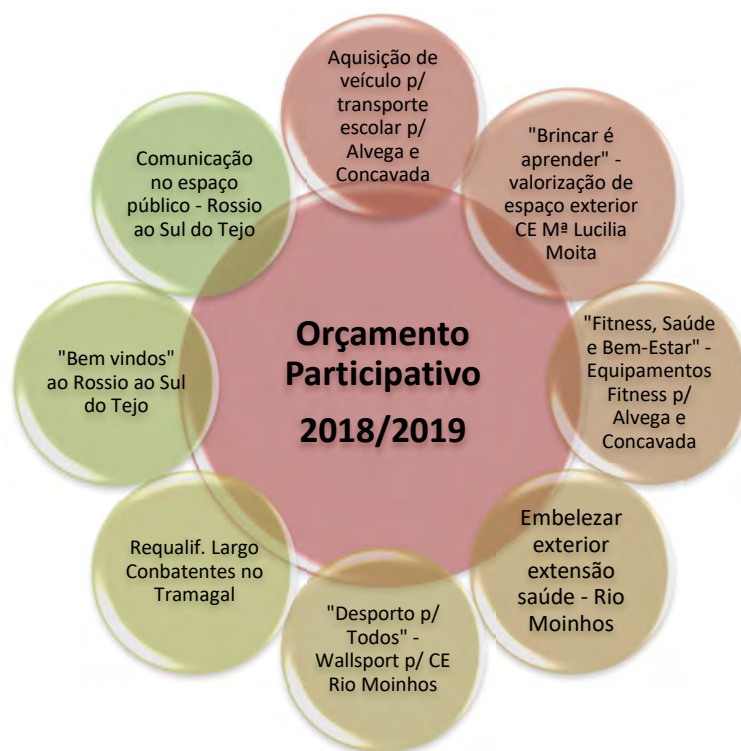 Orçamento
Participativo
2018/2019
Aquisição de
veículo p/
transporte
escolar p/
Alvega e
Concavada
"Brincar é
aprender" -
valorização de
espaço exterior
CE Mª Lucilia
Moita
"Fitness, Saúde
e Bem-Estar" -
Equipamentos
Fitness p/
Alvega e
Concavada
Embelezar
exterior
extensão
saúde - Rio
Moinhos
"Desporto p/
Todos" -
Wallsport p/ CE
Rio Moinhos
Requalif. Largo
Conbatentes no
Tramagal
"Bem vindos"
ao Rossio ao Sul
do Tejo
Comunicação
no espaço
público - Rossio
ao Sul do Tejo